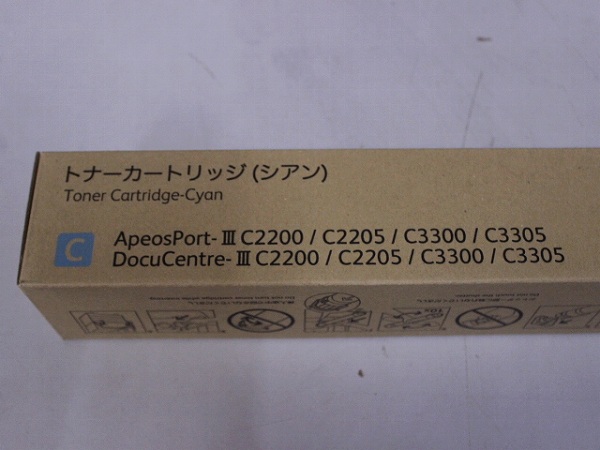 トナーカートリッジ (シアン)
Toner Cartridge-Cyan
C
ApeosPort-Ⅲ C2200 / C2205 / C3300 / C3305
DocuCentre-Ⅲ C2200 / C2205 / C3300 / C3305